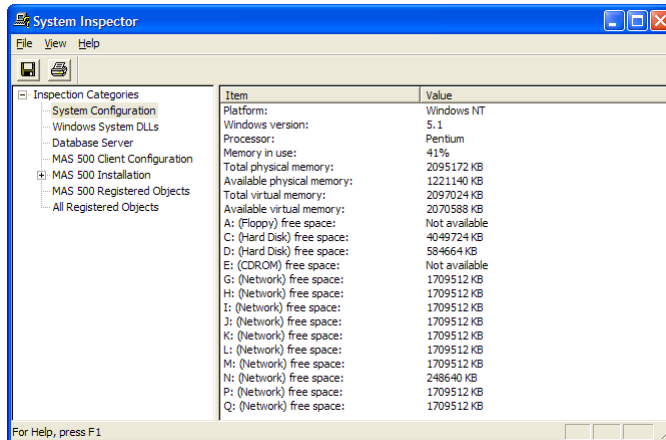 System Inspector
File View Help
Inspection Categories
System Configuration
Windows System DLLs
Database Server
MAS 500 Client Configuration
MAS 500 Installation
MAS 500 Registered Objects
All Registered Objects
Item Value
Platform: Windows NT
Windows version: 5.1
Processor: Pentium
Memory in use: 41%
Total physical memory: 2095172 KB
Available physical memory: 1221140 KB
Total virtual memory: 2097024 KB
Available virtual memory: 2070588 KB
A: (Floppy) free space: Not available
C: (Hard Disk) free space: 4049724 KB
D: (Hard Disk) free space: 584664 KB
E: (CDROM) free space: Not available
G: (Network) free space: 1709512 KB
H: (Network) free space: 1709512 KB
I: (Network) free space: 1709512 KB
J: (Network) free space: 1709512 KB
K: (Network) free space: 1709512 KB
L: (Network) free space: 1709512 KB
M: (Network) free space: 1709512 KB
N: (Network) free space: 248640 KB
P: (Network) free space: 1709512 KB
Q: (Network) free space: 1709512 KB
For Help, press F1